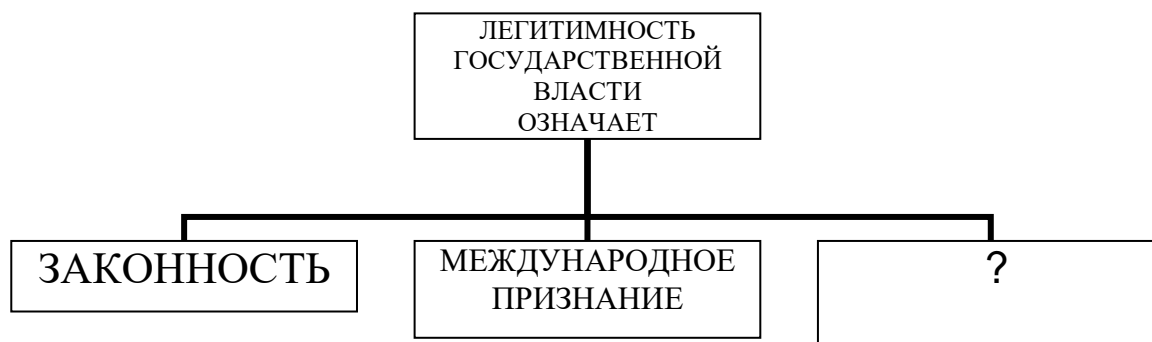 ЛЕГИТИМНОСТЬ
ГОСУДАРСТВЕННОЙ
ВЛАСТИ
ОЗНАЧАЕТ
ЗАКОННОСТЬ
МЕЖДУНАРОДНОЕ
ПРИЗНАНИЕ
?